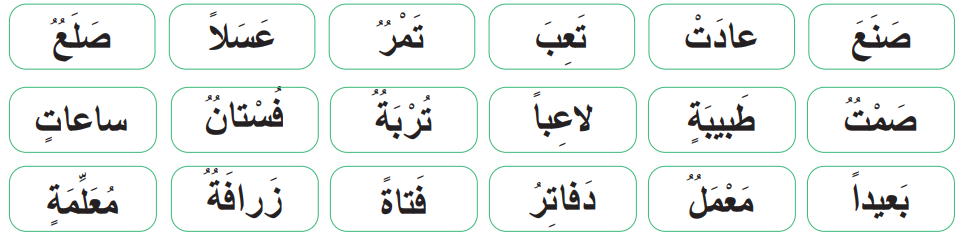 صَنَعَ عادَتْ تَعِبَ تَمْرٌ عَسَلاً صَلَعٌ
صَمْتٌ طَبيبَةٍ لاعِباً تُرْبَةٌ فُسْتانٌ ساعاتٍ
بَعيداً مَعْمَلٌ دَفاتِرُ فَتاةً زَرافَةٌ مُعَلِّمَةٍ